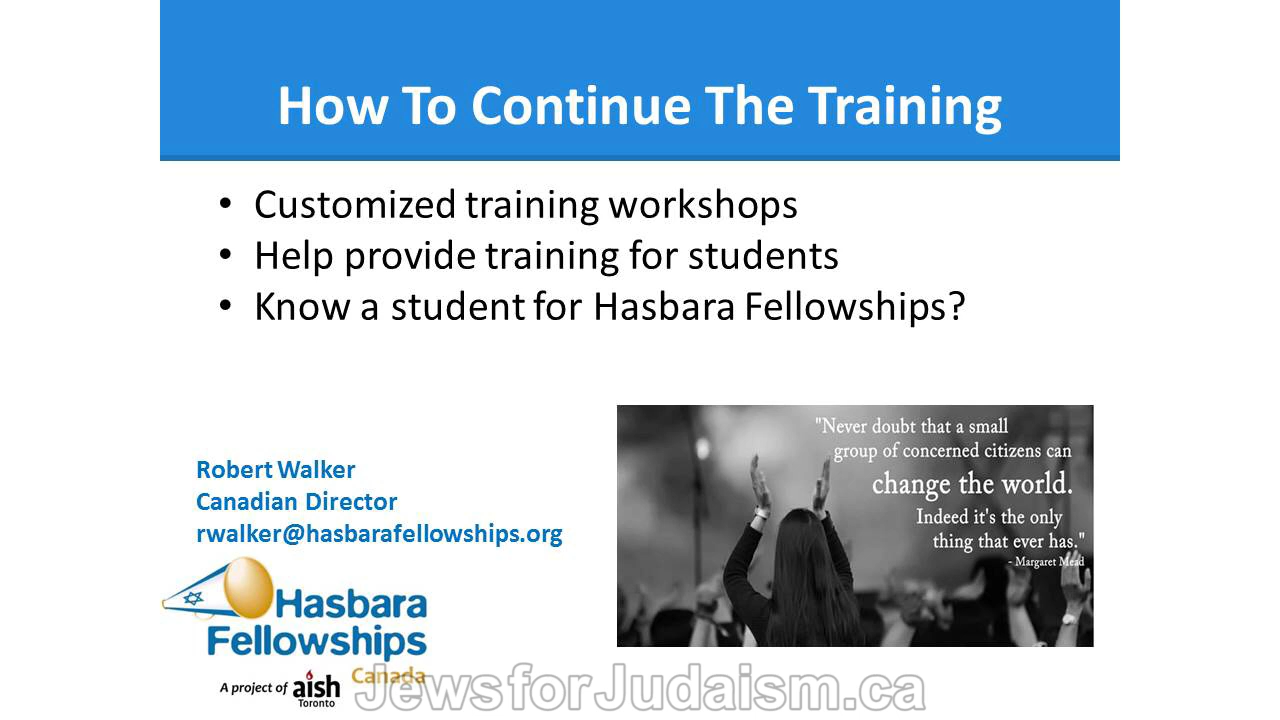 How To Continue The Training
• Customized training workshops
• Help provide training for students
• Know a student for Hasbara Fellowships?
"Never doubt that a small
group of concerned citizens can
change the world.
Indeed it's the only
thing that ever has."
- Margaret Mead
Robert Walker
Canadian Director
rwalker@hasbarafellowships.org
Hasbara
Fellowships
Canada
A project of aish
Toronto
JewsforJudaism.ca